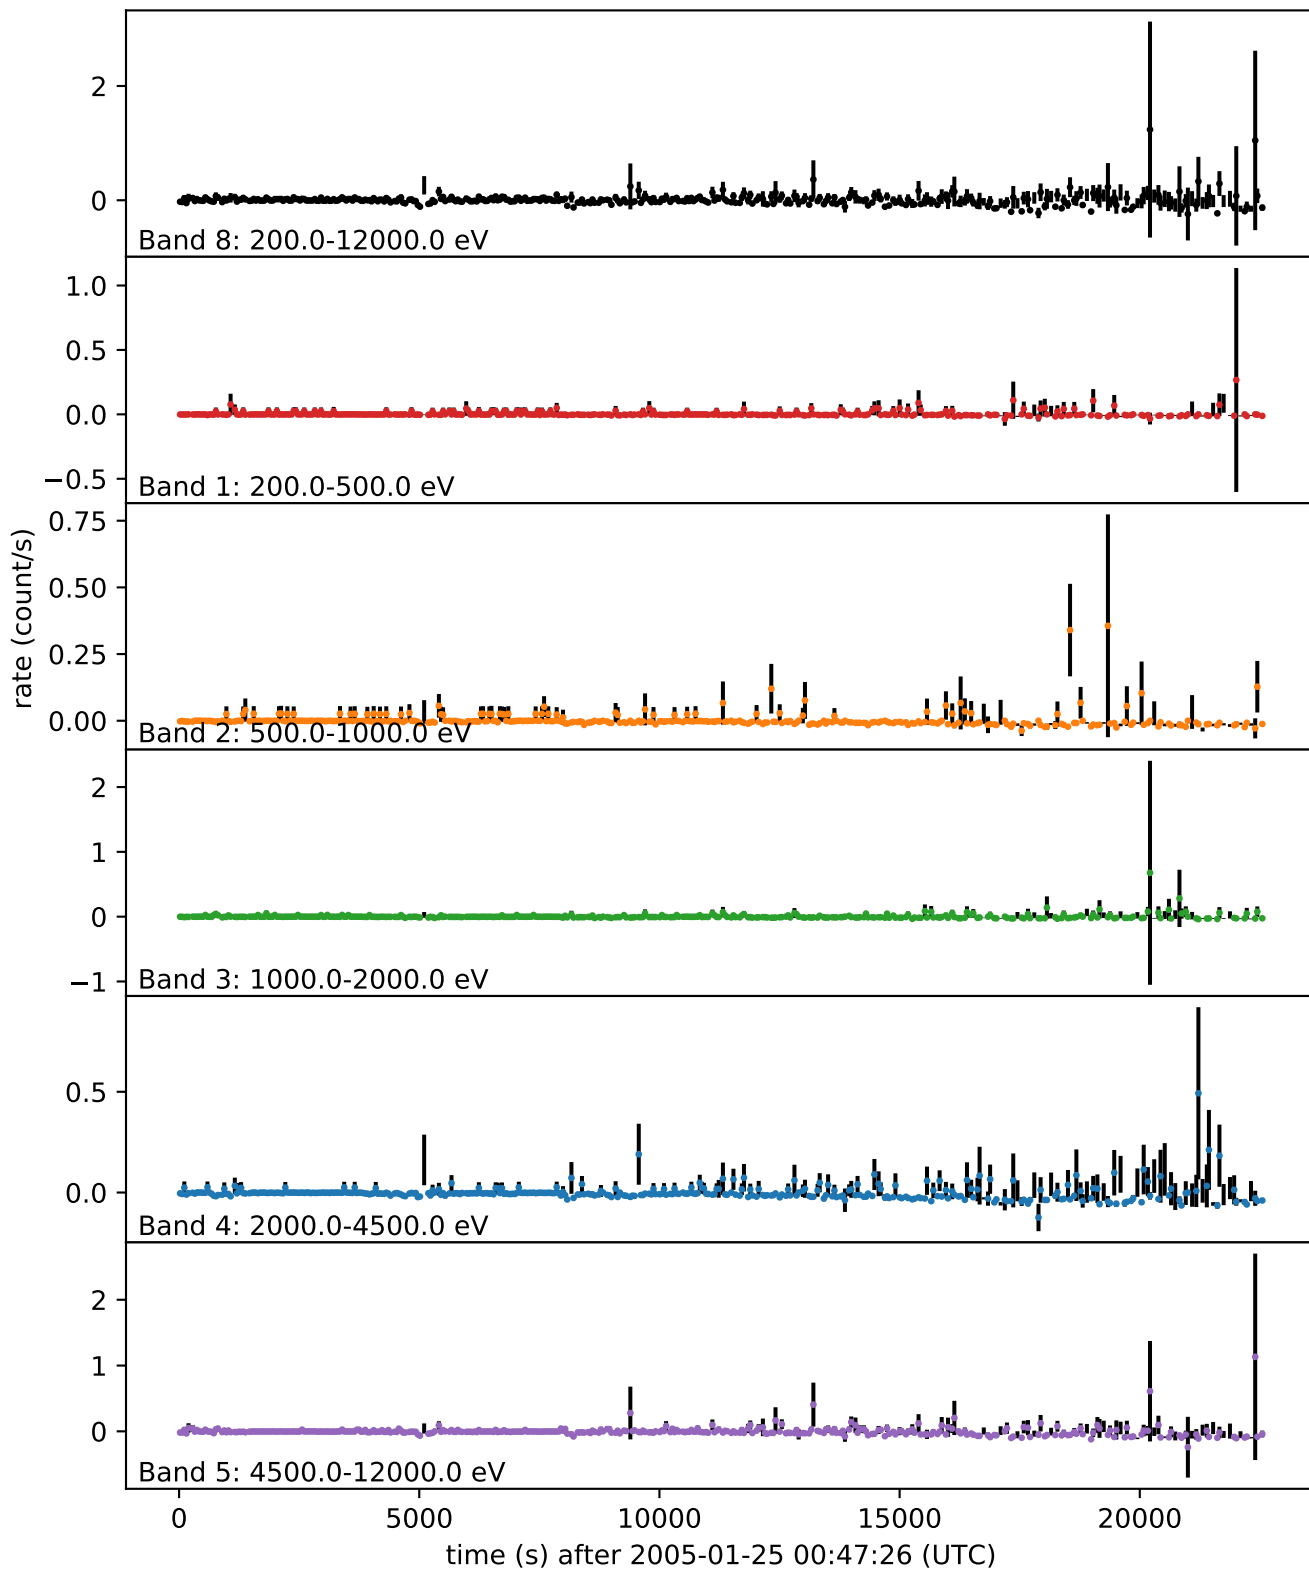 2
0
Band 8: 200.0-12000.0 eV
1.0
0.5
0.0
−0.5
Band 1: 200.0-500.0 eV
0.75
0.50
0.25
0.00
Band 2: 500.0-1000.0 eV
rate (count/s)
2
1
0
−1
Band 3: 1000.0-2000.0 eV
0.5
0.0
Band 4: 2000.0-4500.0 eV
2
1
0
Band 5: 4500.0-12000.0 eV
0 5000 10000 15000 20000
time (s) after 2005-01-25 00:47:26 (UTC)